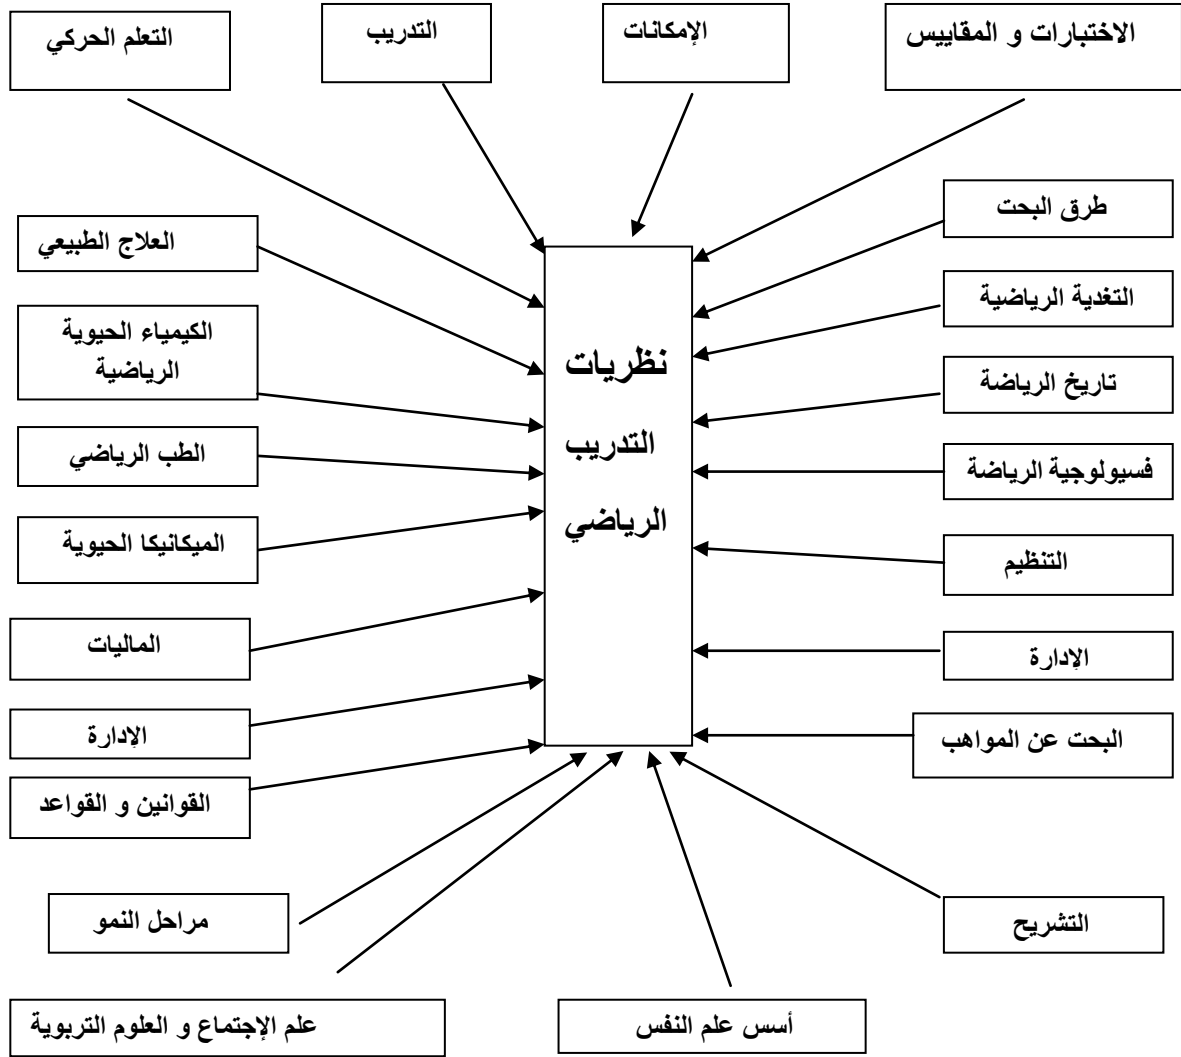 الاختبارات و المقاييس
الإمكانات
التدريب
التعلم الحركي
طرق البحت
العلاج الطبيعي
التغدية الرياضية
الكيمياء الحيوية
الرياضية
نظريات
التدريب
الرياضي
تاريخ الرياضة
الطب الرياضي
فسيولوجية الرياضة
الميكانيكا الحيوية
التنظيم
الماليات
الإدارة
الإدارة
البحت عن المواهب
القوانين و القواعد
مراحل النمو
التشريح
علم الإجتماع و العلوم التربوية
أسس علم النفس